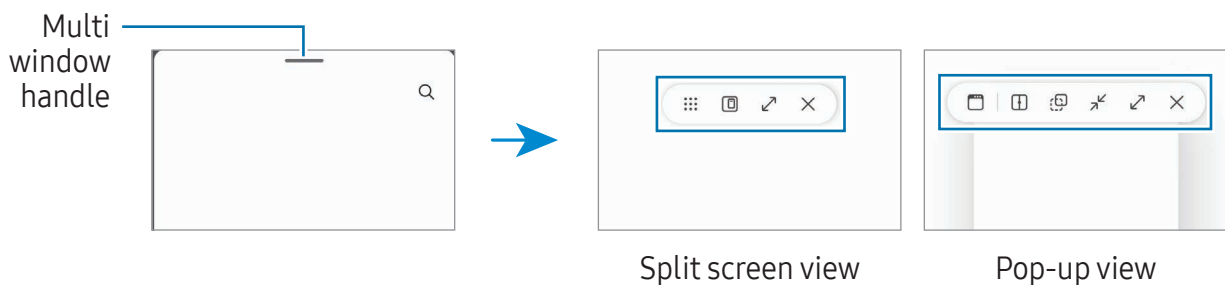 Multi
window
handle
Split screen view
Pop-up view